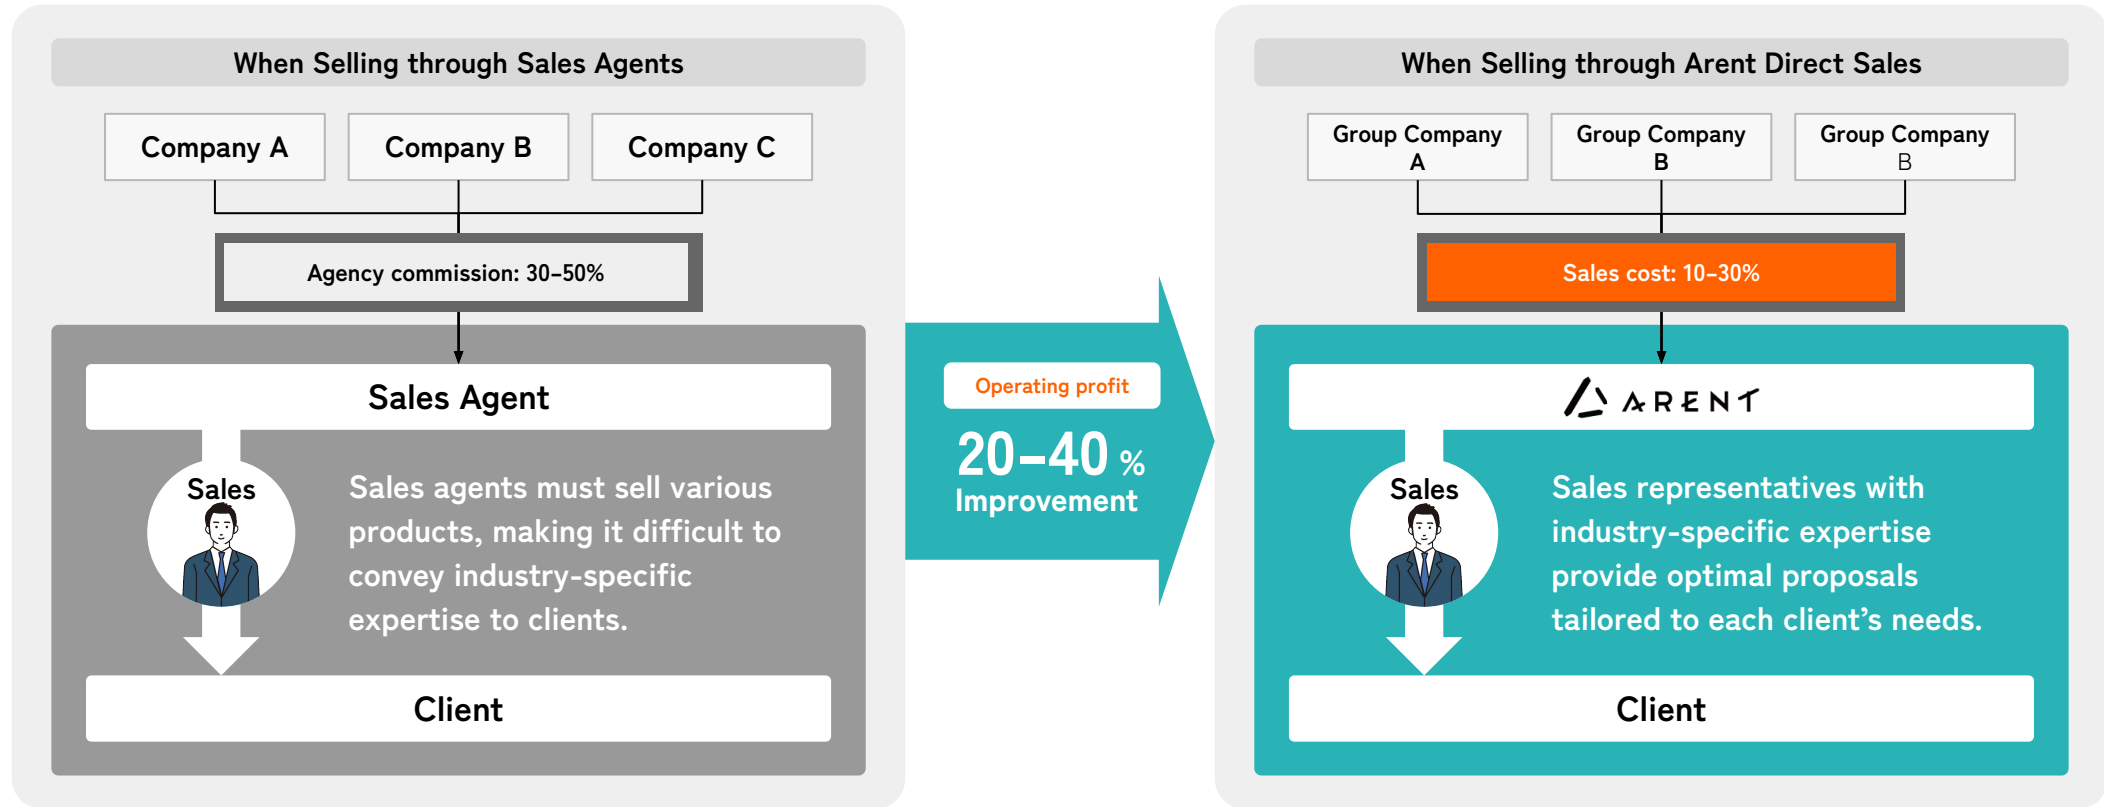 When Selling through Sales Agents
Company A
Company B
Company C
Agency commission: 30–50%
Sales Agent
Sales
Sales agents must sell various
products, making it difficult to
convey industry-specific
expertise to clients.
Client
Operating profit
20–40 %
Improvement
When Selling through Arent Direct Sales
Group Company
A
Group Company
B
Group Company
B
Sales cost: 10–30%
ARENT
Sales
Sales representatives with
industry-specific expertise
provide optimal proposals
tailored to each client’s needs.
Client